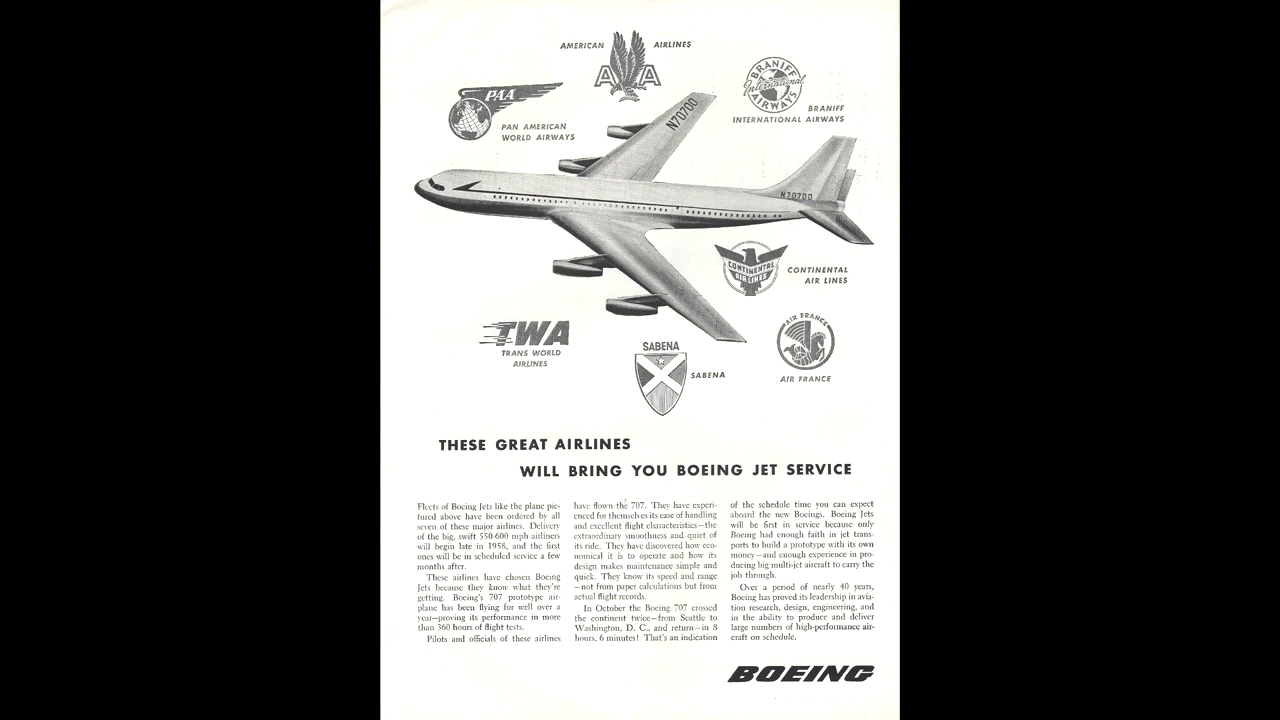 AMERICAN AIRLINES
AA
PAA
PAN AMERICAN
WORLD AIRWAYS
BRANIFF
International
AIRWAYS
BRANIFF
INTERNATIONAL AIRWAYS
N70700
N70700
CONTINENTAL
AIR LINES
CONTINENTAL
AIR LINES
TWA
TRANS WORLD
AIRLINES
SABENA
SABENA
AIR FRANCE
AIR FRANCE
THESE GREAT AIRLINES
WILL BRING YOU BOEING JET SERVICE
Fleets of Boeing Jets like the plane pic-
tured above have been ordered by all
seven of these major airlines. Delivery
of the big, swift 550-600 mph airliners
will begin late in 1958, and the first
ones will be in scheduled service a few
months after.
These airlines have chosen Boeing
Jets because they know what they're
getting. Boeing's 707 prototype air-
plane has been flying for well over a
year—proving its performance in more
than 360 hours of flight tests.
Pilots and officials of these airlines
have flown the 707. They have experi-
enced for themselves its ease of handling
and excellent flight characteristics—the
extraordinary smoothness and quiet of
its ride. They have discovered how eco-
nomical it is to operate and how its
design makes maintenance simple and
quick. They know its speed and range
—not from paper calculations but from
actual flight records.
In October the Boeing 707 crossed
the continent twice—from Seattle to
Washington, D. C., and return—in 8
hours, 6 minutes! That's an indication
of the schedule time you can expect
aboard the new Boeings. Boeing Jets
will be first in service because only
Boeing had enough faith in jet trans-
ports to build a prototype with its own
money—and enough experience in pro-
ducing big multi-jet aircraft to carry the
job through.
Over a period of nearly 40 years,
Boeing has proved its leadership in avia-
tion research, design, engineering, and
in the ability to produce and deliver
large numbers of high-performance air-
craft on schedule.
BOEING